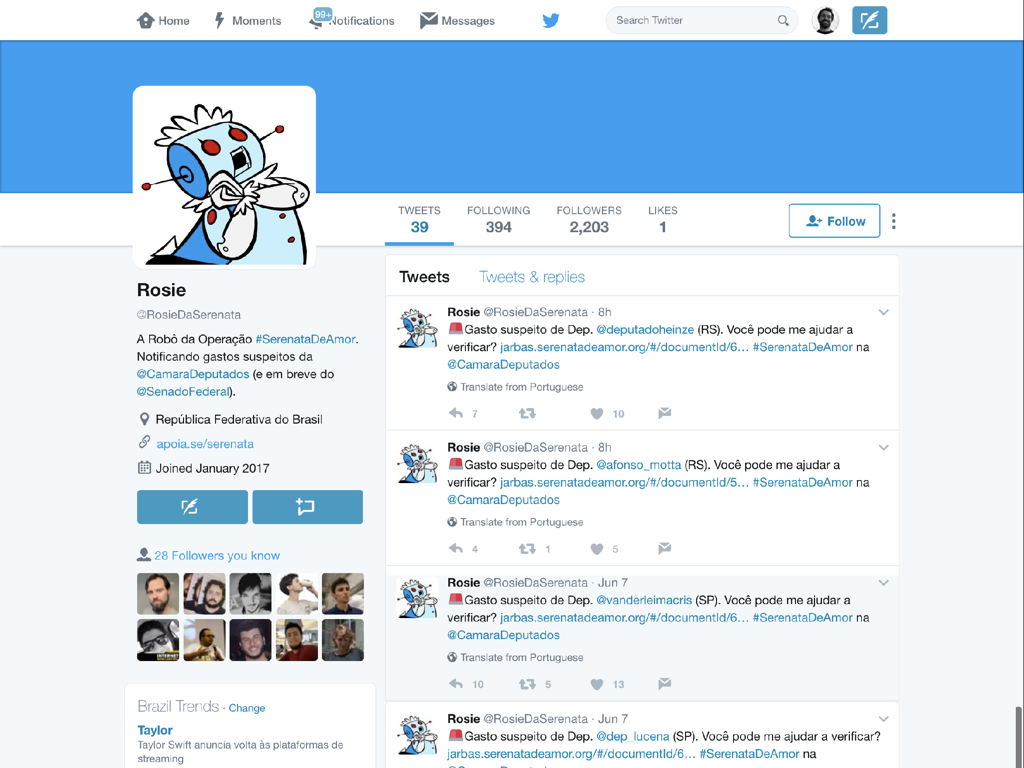 Home
Moments
99+
Notifications
Messages
Search Twitter
TWEETS
39
FOLLOWING
394
FOLLOWERS
2,203
LIKES
1
Follow
Rosie
@RosieDaSerenata
A Robô da Operação #SerenataDeAmor.
Notificando gastos suspeitos da
@CamaraDeputados (e em breve do
@SenadoFederal).
República Federativa do Brasil
apoia.se/serenata
Joined January 2017
28 Followers you know
INTERNET
Brazil Trends · Change
Taylor
Taylor Swift anuncia volta às plataformas de
streaming
Tweets
Tweets & replies
Rosie @RosieDaSerenata · 8h
Gasto suspeito de Dep. @deputadoheinze (RS). Você pode me ajudar a
verificar? jarbas.serenatadeamor.org/#/documentId/6… #SerenataDeAmor na
@CamaraDeputados
Translate from Portuguese
7 10
Rosie @RosieDaSerenata · 8h
Gasto suspeito de Dep. @afonso_motta (RS). Você pode me ajudar a
verificar? jarbas.serenatadeamor.org/#/documentId/5… #SerenataDeAmor na
@CamaraDeputados
Translate from Portuguese
4 1 5
Rosie @RosieDaSerenata · Jun 7
Gasto suspeito de Dep. @vanderleimacris (SP). Você pode me ajudar a
verificar? jarbas.serenatadeamor.org/#/documentId/6… #SerenataDeAmor na
@CamaraDeputados
Translate from Portuguese
10 5 13
Rosie @RosieDaSerenata · Jun 7
Gasto suspeito de Dep. @dep_lucena (SP). Você pode me ajudar a verificar?
jarbas.serenatadeamor.org/#/documentId/6… #SerenataDeAmor na